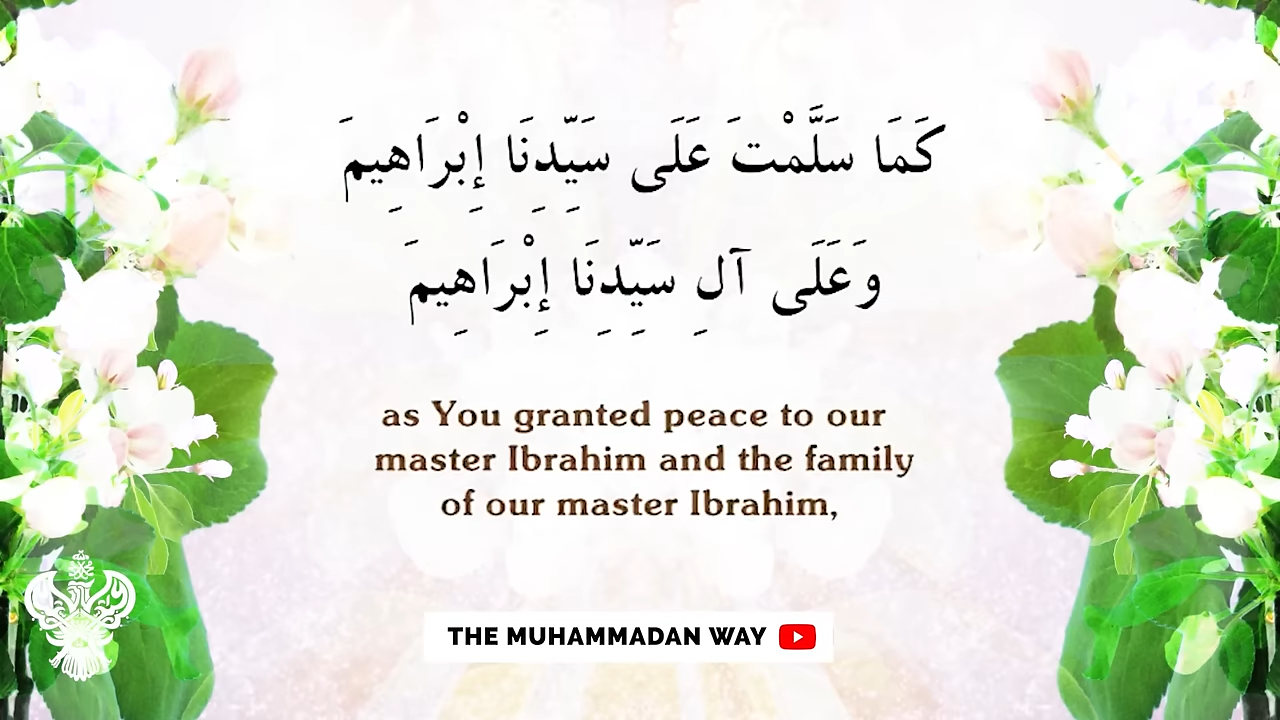 كَمَا سَلَّمْتَ عَلَى سَيِّدِنَا إِبْرَاهِيمَ
وَعَلَى آلِ سَيِّدِنَا إِبْرَاهِيمَ
as You granted peace to our
master Ibrahim and the family
of our master Ibrahim,
THE MUHAMMADAN WAY